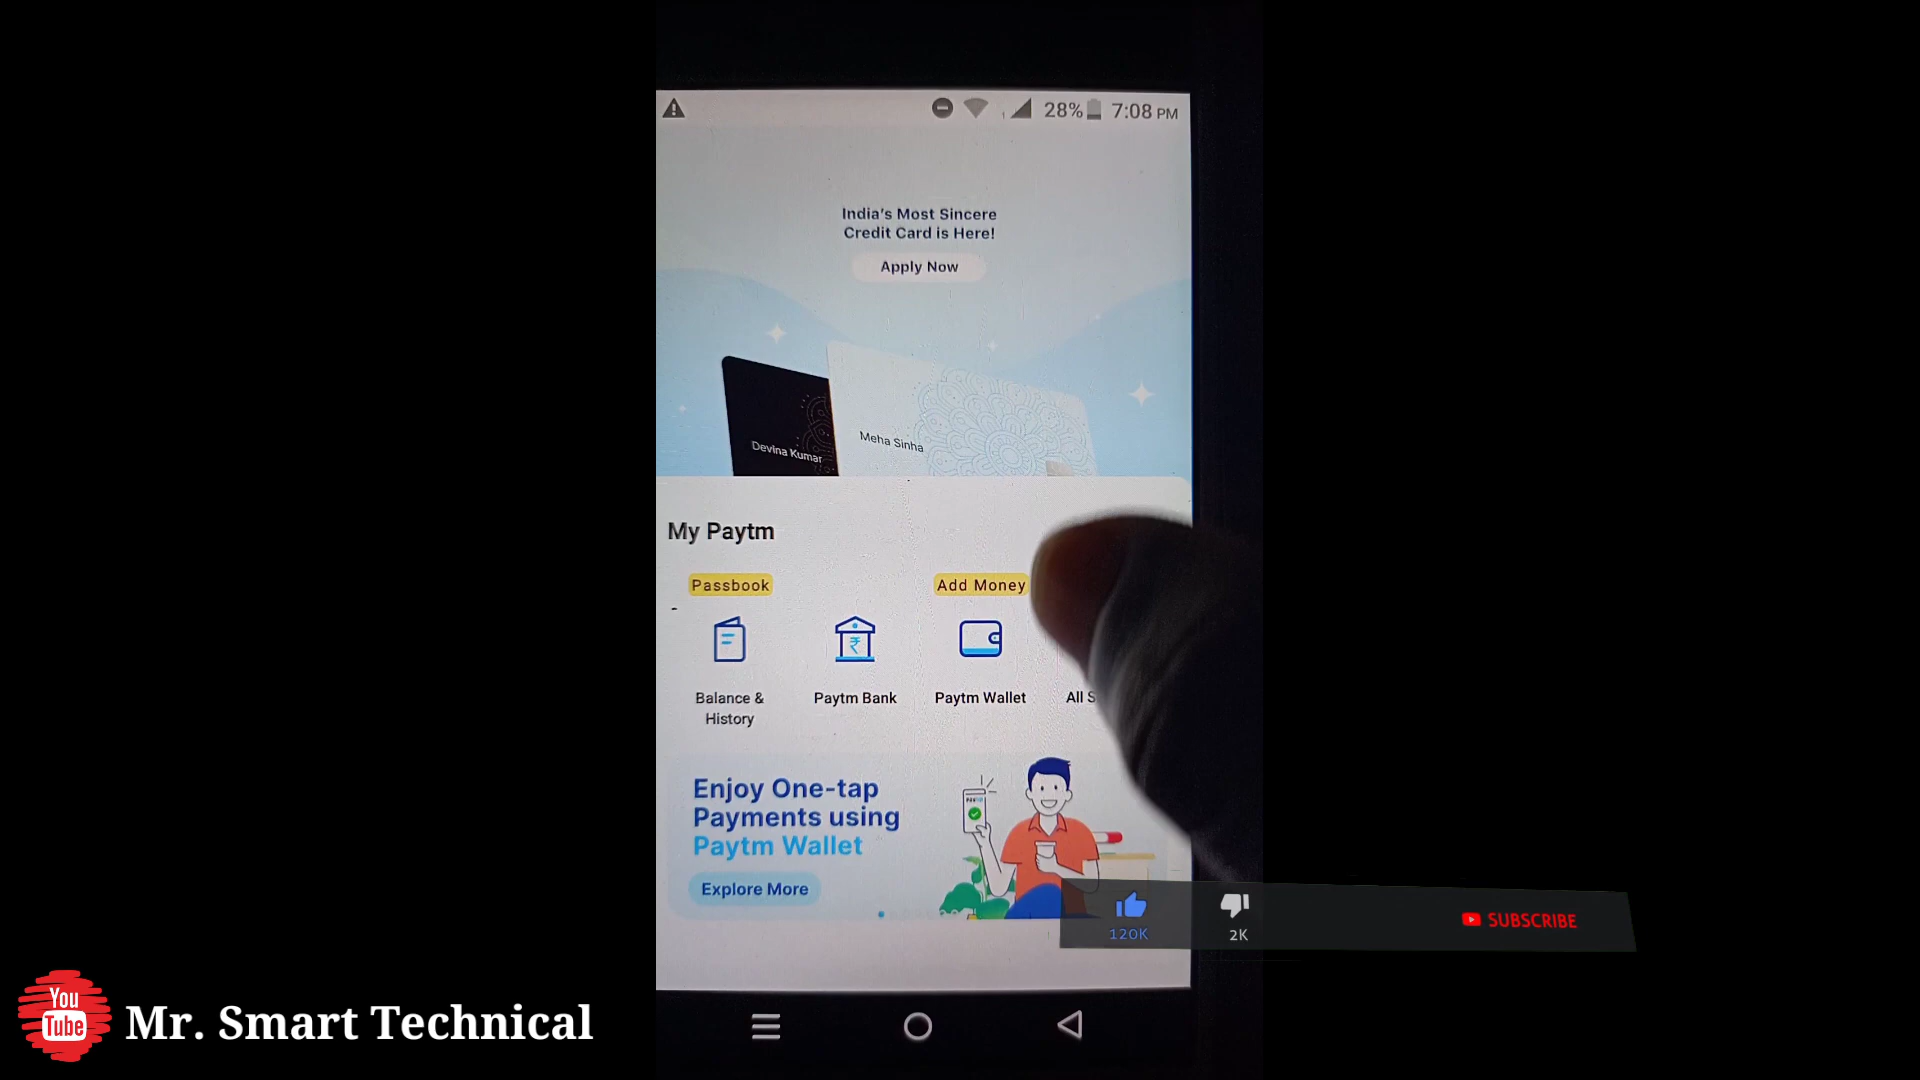 28% 7:08 PM
India's Most Sincere
Credit Card is Here!
Apply Now
Devina Kumar
Meha Sinha
My Paytm
Passbook
Add Money
Balance &
History
Paytm Bank
Paytm Wallet
All S
Enjoy One-tap
Payments using
Paytm Wallet
Explore More
120K
2K
SUBSCRIBE
You
Tube
Mr. Smart Technical